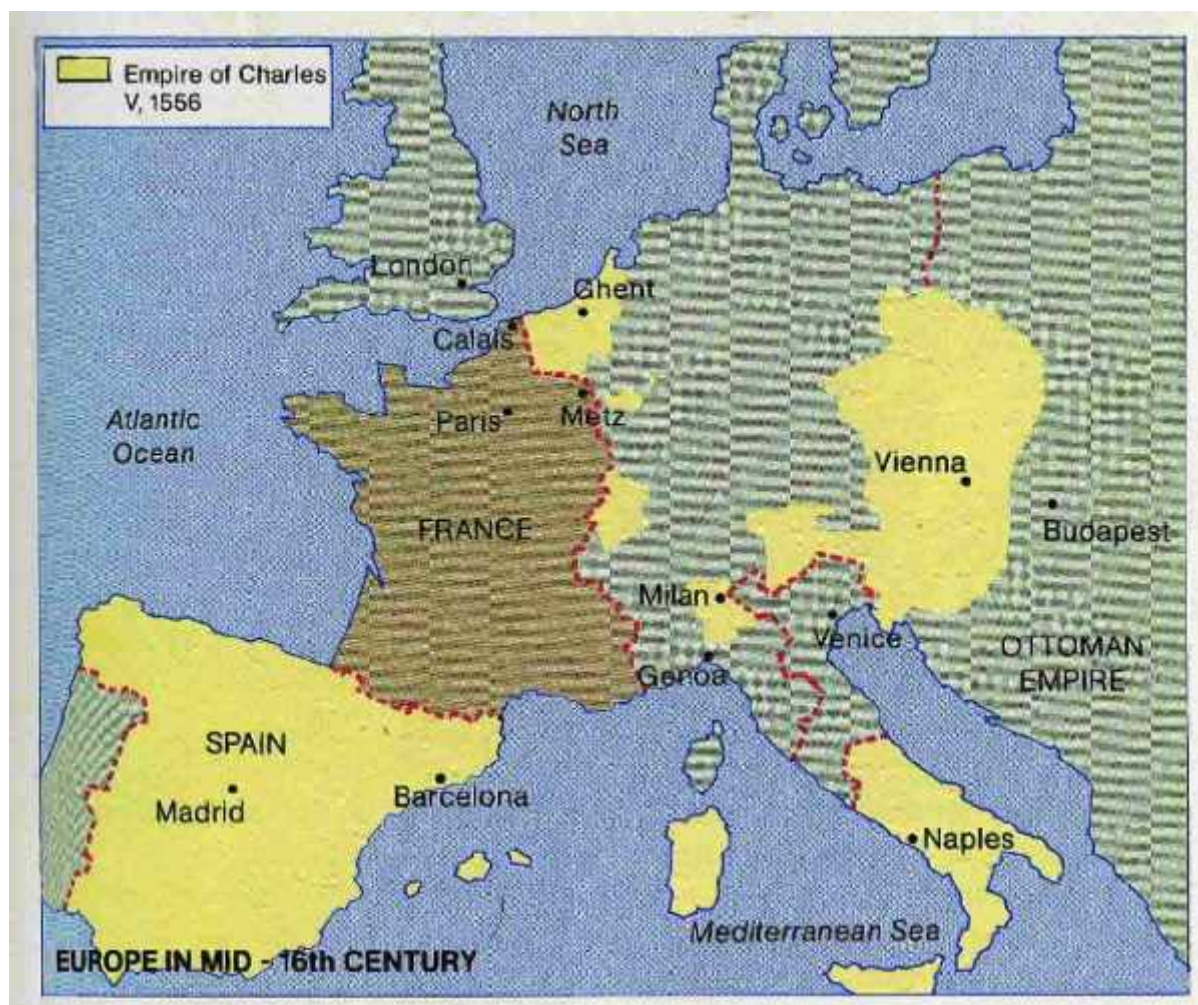 Empire of Charles
V, 1556
North
Sea
London
Ghent
Calais
Atlantic
Ocean
Paris
Metz
Vienna
FRANCE
Budapest
Milan
Venice
Genoa
OTTOMAN
EMPIRE
SPAIN
Madrid
Barcelona
Naples
Mediterranean Sea
EUROPE IN MID - 16th CENTURY